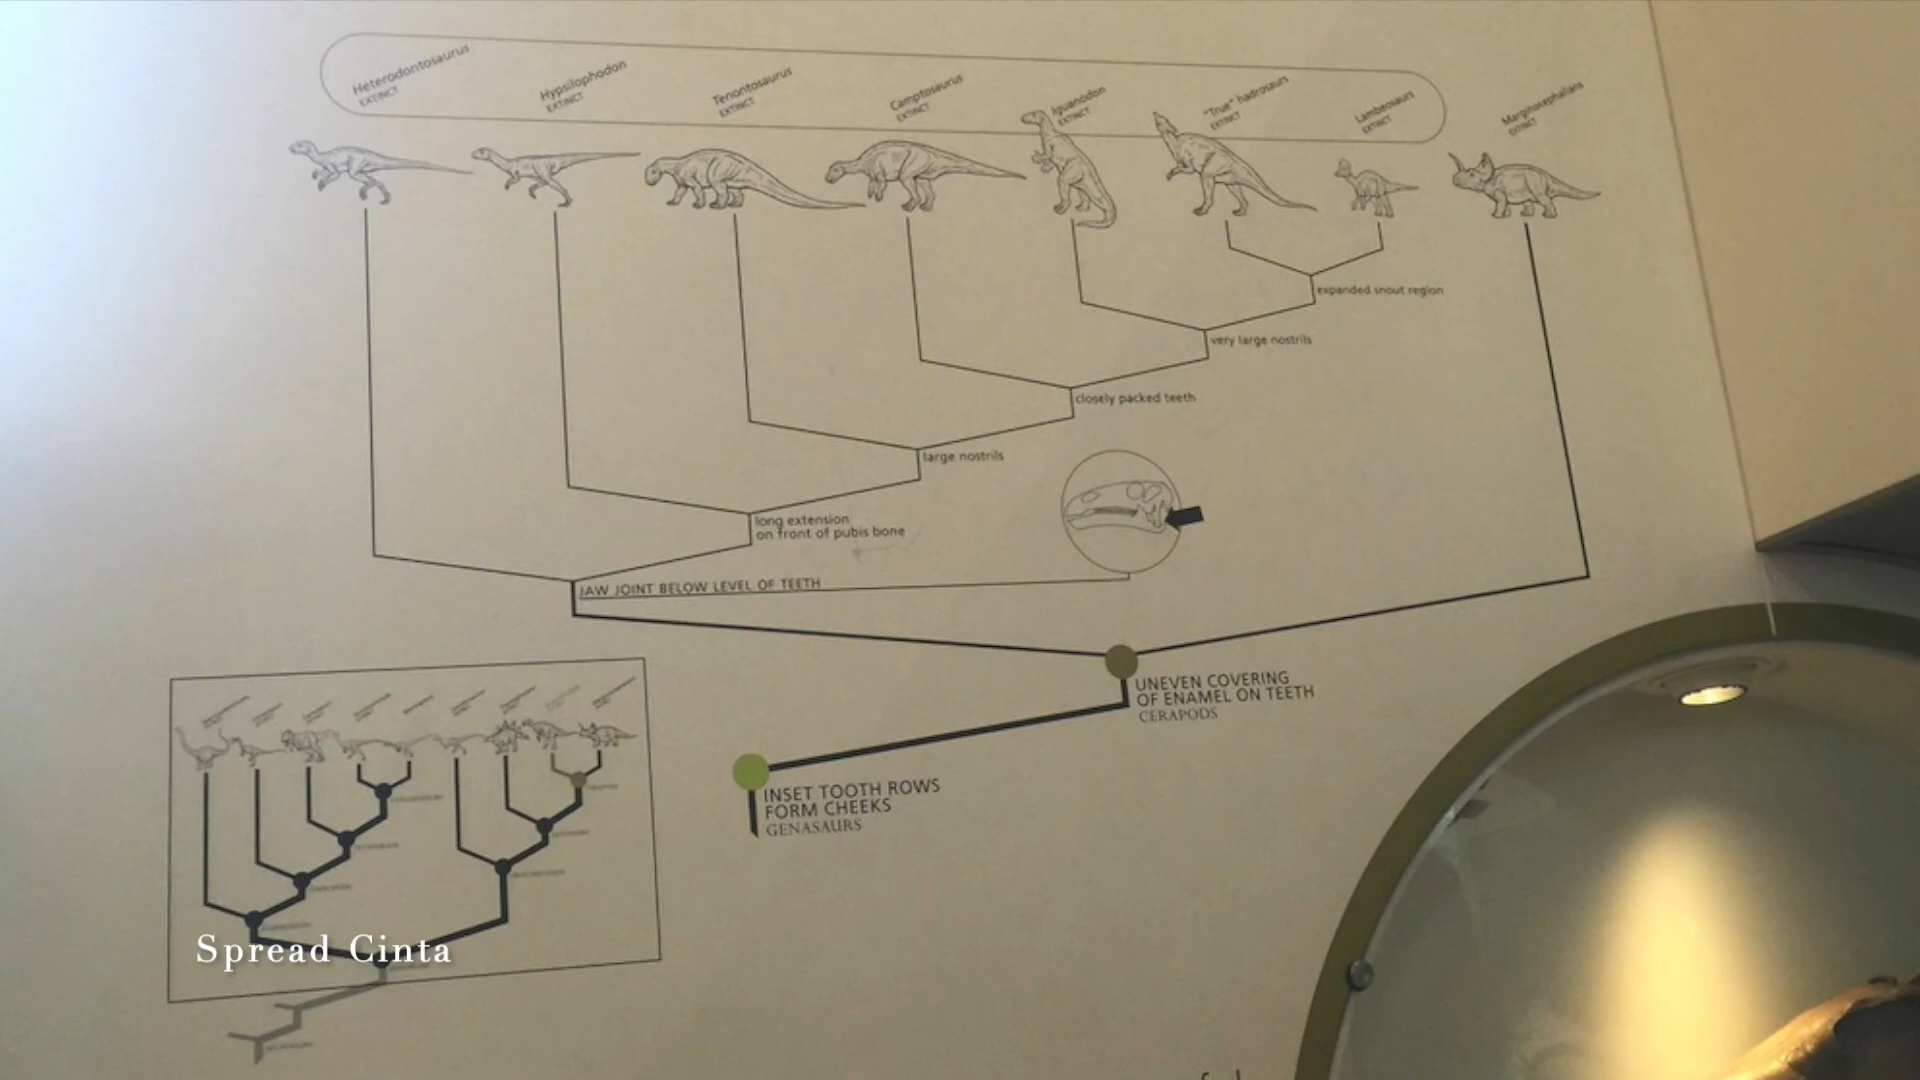 Heterodontosaurus
EXTINCT
Hypsilophodon
EXTINCT
Tenontosaurus
EXTINCT
Camptosaurus
EXTINCT
Iguanodon
EXTINCT
"True" hadrosaurs
EXTINCT
Lambeosaurs
EXTINCT
Marginocephalians
EXTINCT
expanded snout region
very large nostrils
closely packed teeth
large nostrils
long extension
on front of pubis bone
JAW JOINT BELOW LEVEL OF TEETH
UNEVEN COVERING
OF ENAMEL ON TEETH
CERAPODS
INSET TOOTH ROWS
FORM CHEEKS
GENASAURS
Spread Cinta